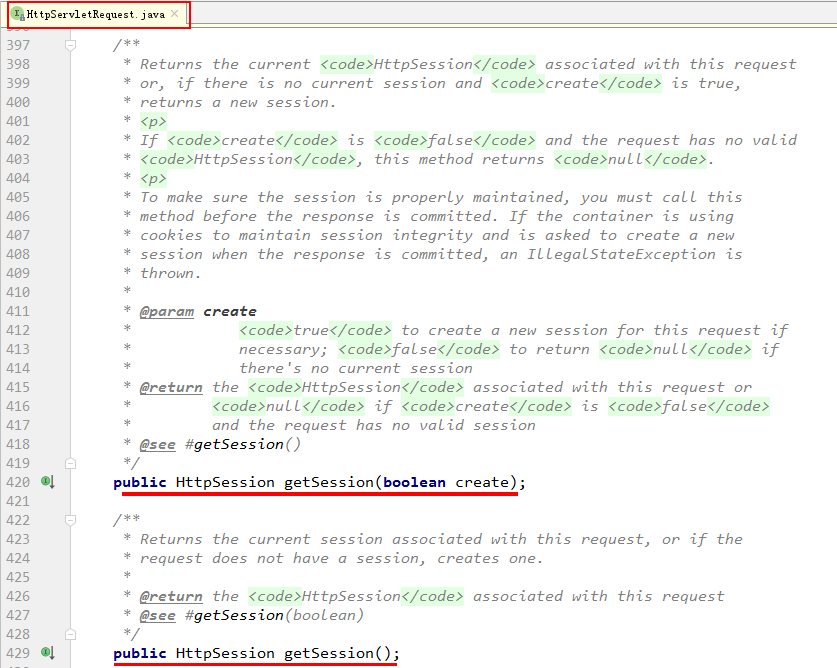 HttpServletRequest.java
397 /**
398 * Returns the current <code>HttpSession</code> associated with this request
399 * or, if there is no current session and <code>create</code> is true,
400 * returns a new session.
401 * <p>
402 * If <code>create</code> is <code>false</code> and the request has no valid
403 * <code>HttpSession</code>, this method returns <code>null</code>.
404 * <p>
405 * To make sure the session is properly maintained, you must call this
406 * method before the response is committed. If the container is using
407 * cookies to maintain session integrity and is asked to create a new
408 * session when the response is committed, an IllegalStateException is
409 * thrown.
410 *
411 * @param create
412 * <code>true</code> to create a new session for this request if
413 * necessary; <code>false</code> to return <code>null</code> if
414 * there's no current session
415 * @return the <code>HttpSession</code> associated with this request or
416 * <code>null</code> if <code>create</code> is <code>false</code>
417 * and the request has no valid session
418 * @see #getSession()
419 */
420 public HttpSession getSession(boolean create);
421
422 /**
423 * Returns the current session associated with this request, or if the
424 * request does not have a session, creates one.
425 *
426 * @return the <code>HttpSession</code> associated with this request
427 * @see #getSession(boolean)
428 */
429 public HttpSession getSession();